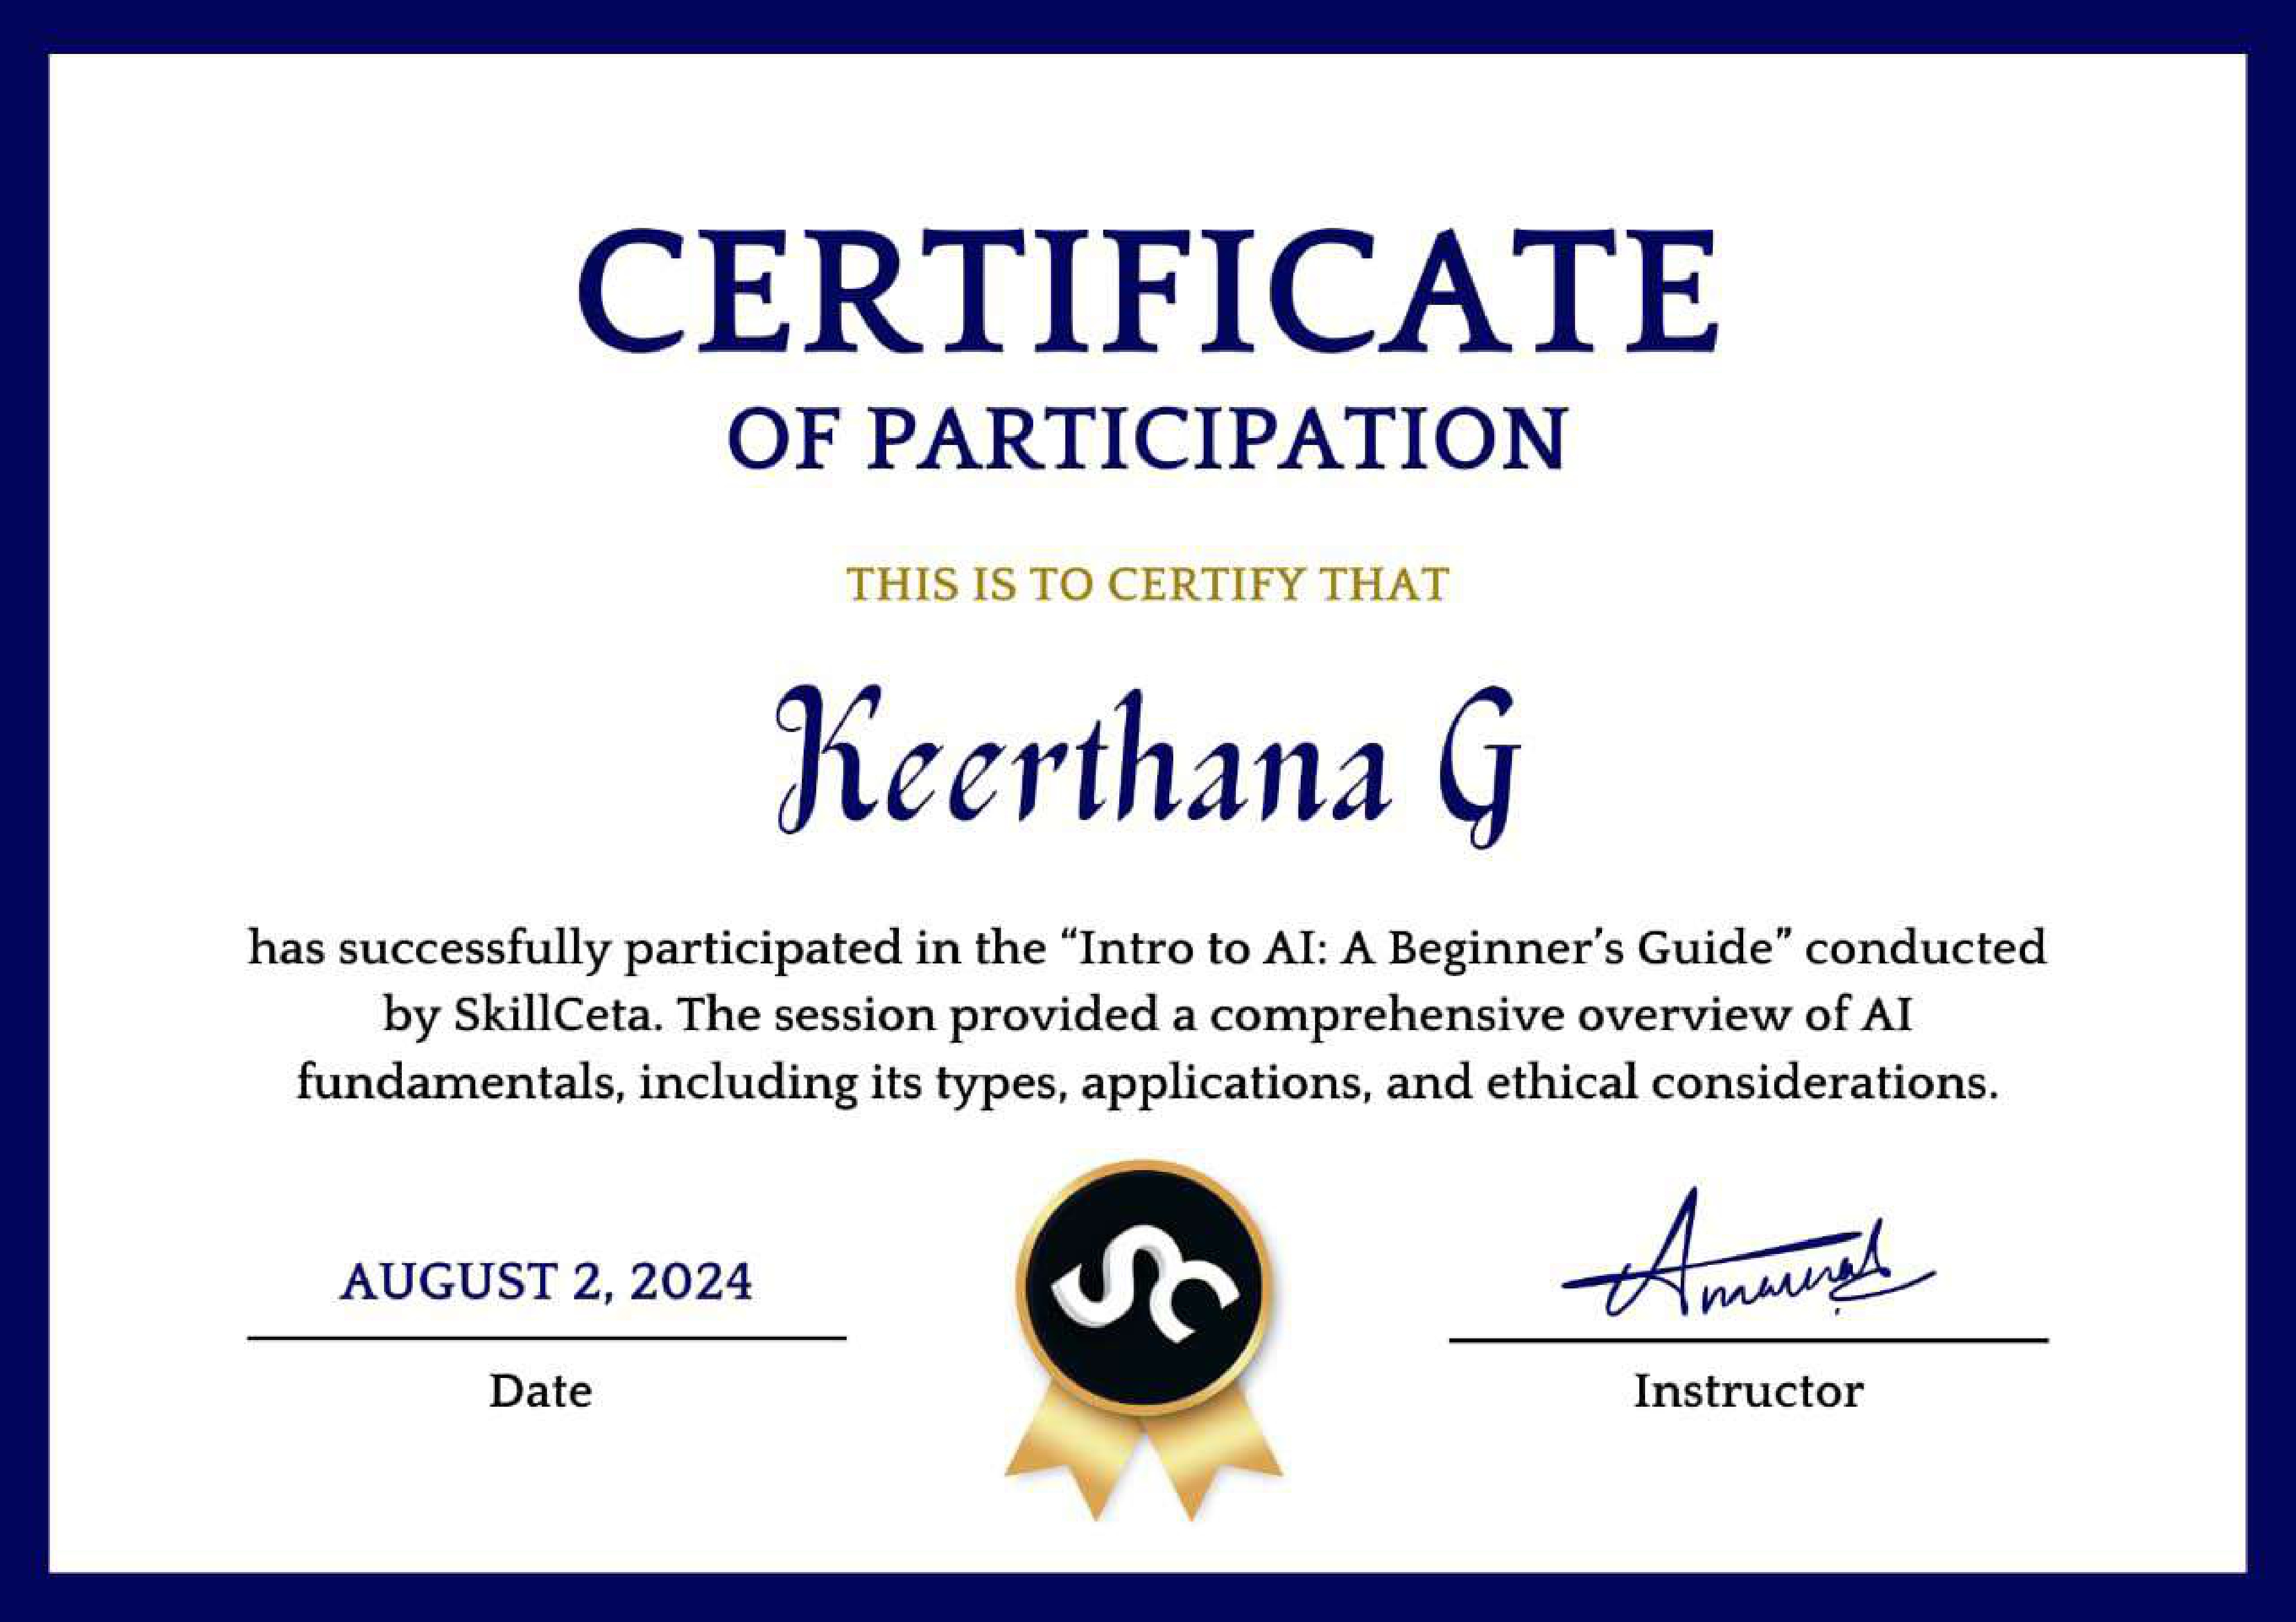 CERTIFICATE
OF PARTICIPATION
THIS IS TO CERTIFY THAT
Keerthana G
has successfully participated in the “Intro to AI: A Beginner’s Guide” conducted
by SkillCeta. The session provided a comprehensive overview of AI
fundamentals, including its types, applications, and ethical considerations.
SC
AUGUST 2, 2024
Date
Instructor